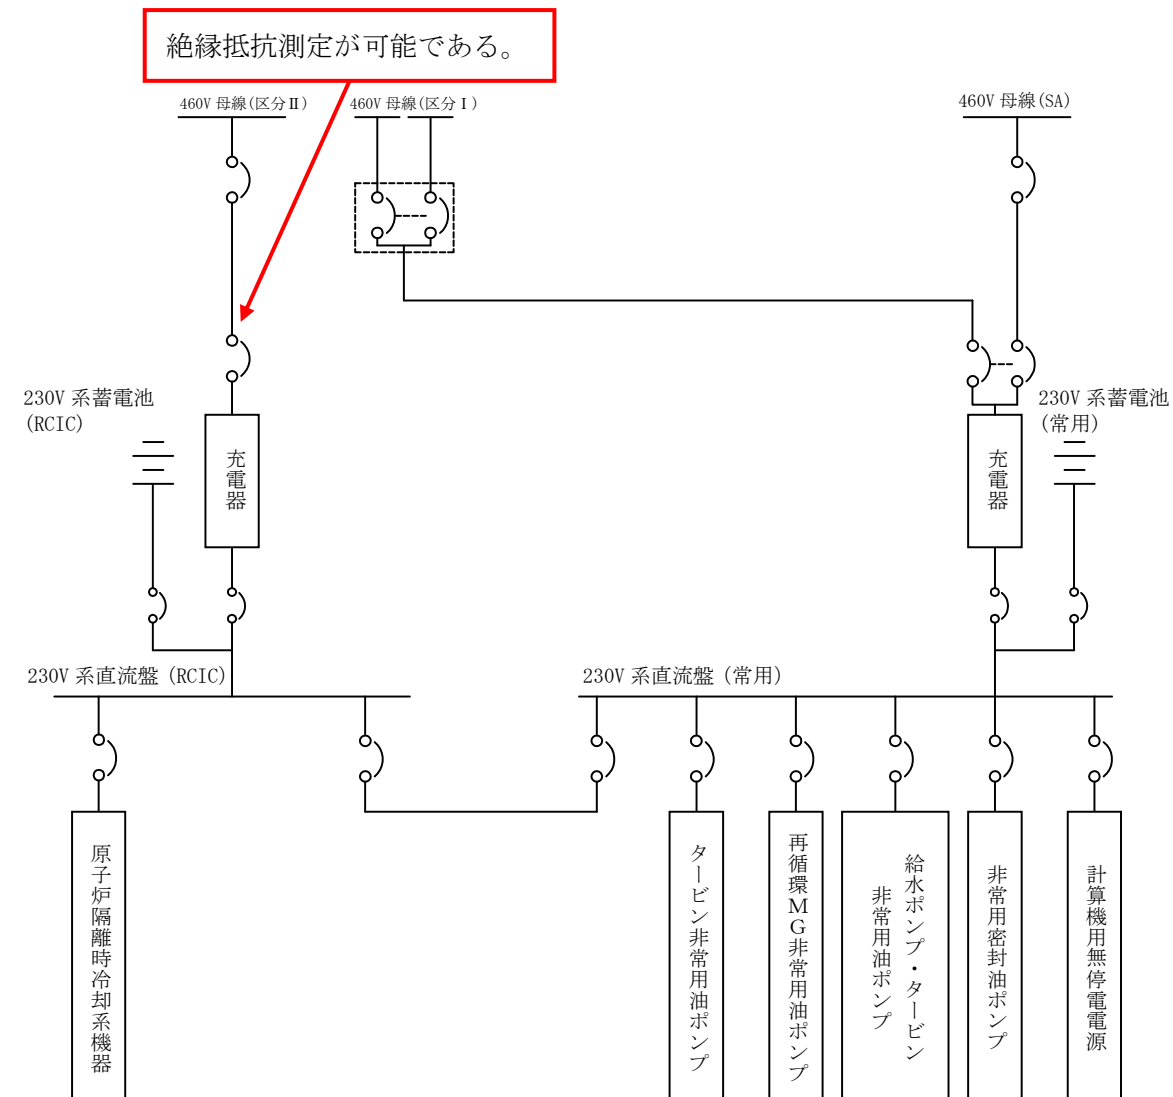 絶縁抵抗測定が可能である。
460V 母線(区分Ⅱ)
460V 母線(区分Ⅰ)
460V 母線(SA)
230V 系蓄電池
(RCIC)
充電器
充電器
230V 系蓄電池
(常用)
230V 系直流盤 (RCIC)
230V 系直流盤 (常用)
原子炉隔離時冷却系機器
タービン非常用油ポンプ
再循環MG非常用油ポンプ
給水ポンプ・タービン
非常用油ポンプ
非常用密封油ポンプ
計算機用無停電電源